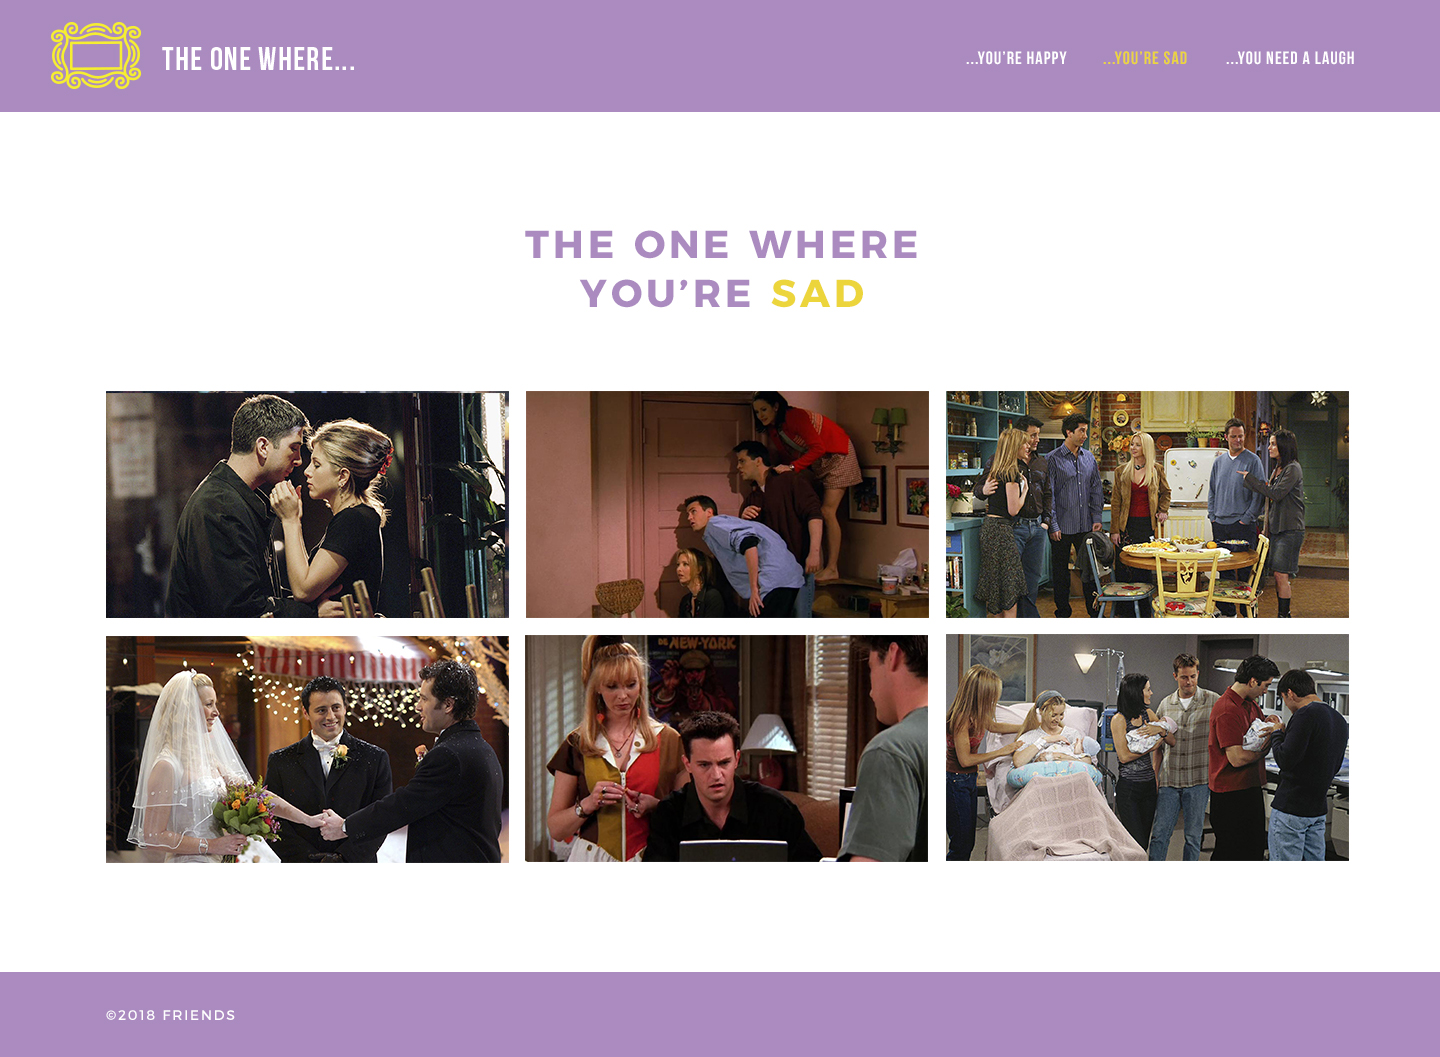 THE ONE WHERE...
...YOU'RE HAPPY
...YOU'RE SAD
...YOU NEED A LAUGH
THE ONE WHERE
YOU'RE SAD
NEW-YORK
©2018 FRIENDS